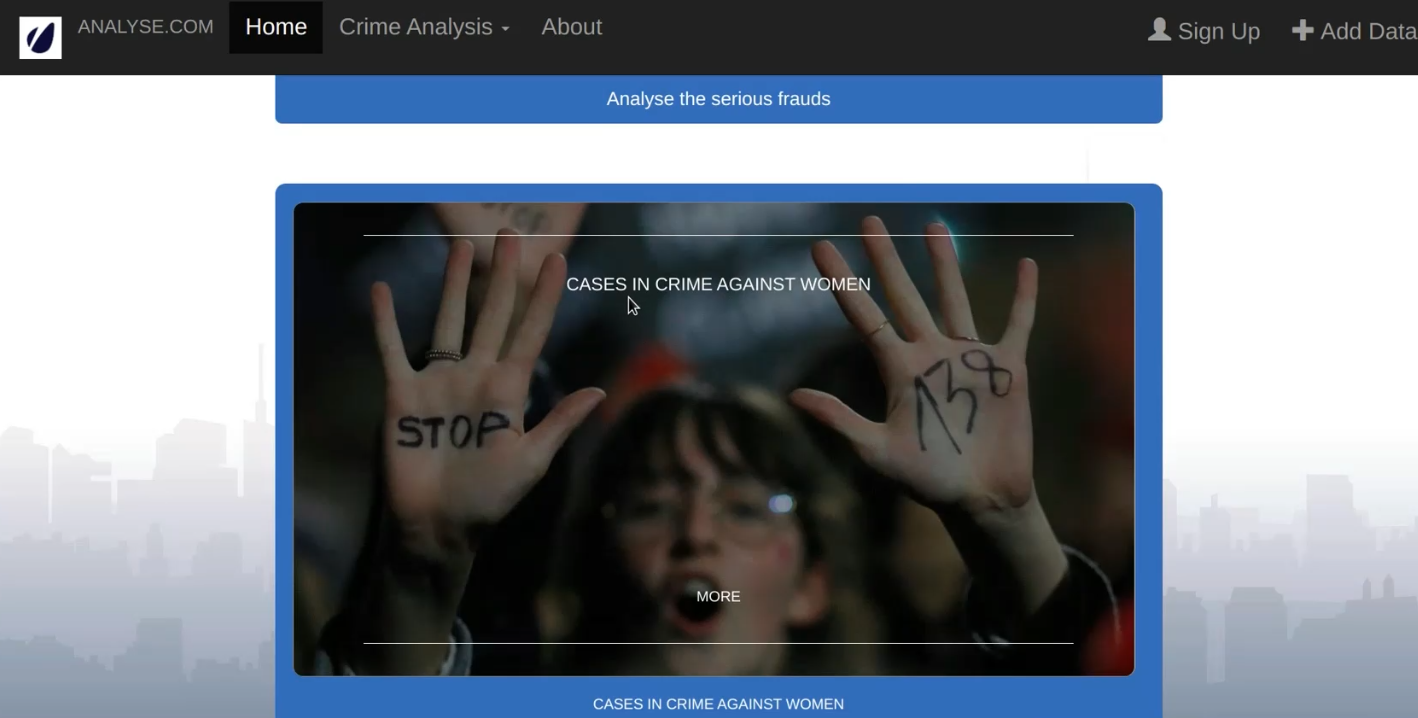 ANALYSE.COM Home Crime Analysis About Sign Up Add Data
Analyse the serious frauds
STOP
CASES IN CRIME AGAINST WOMEN
STOP
138
MORE
CASES IN CRIME AGAINST WOMEN